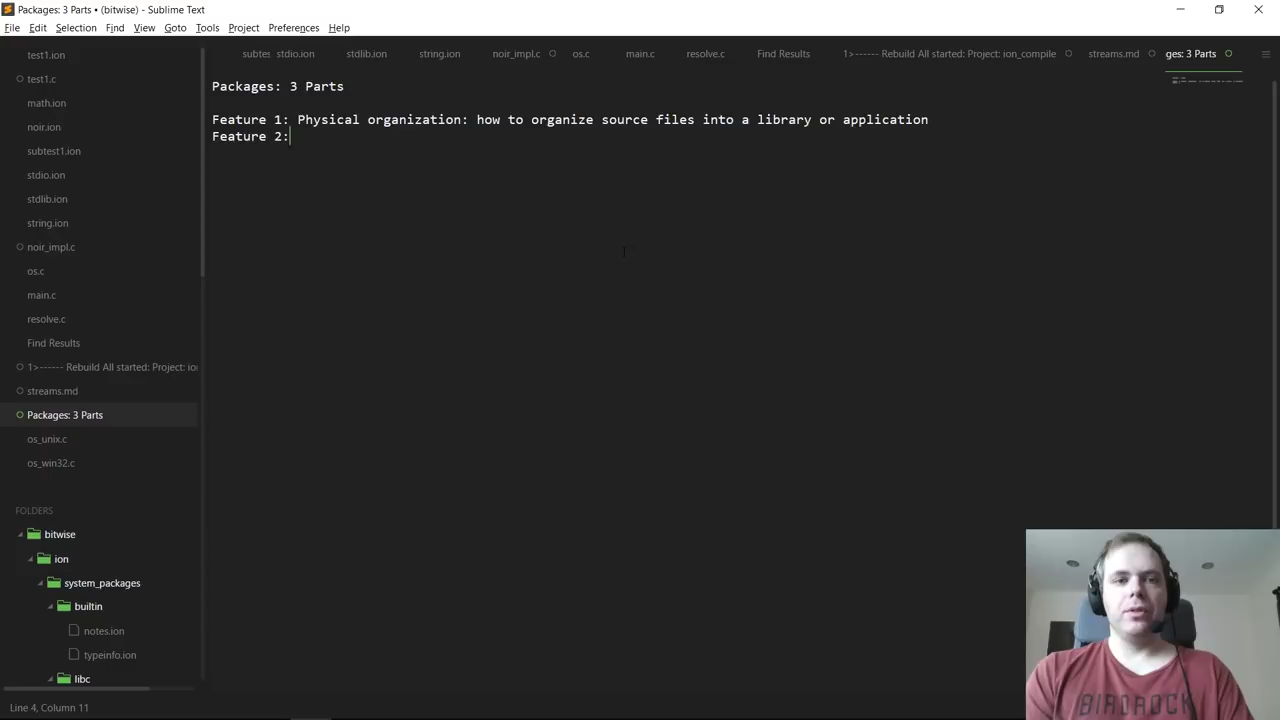 Packages: 3 Parts • (bitwise) - Sublime Text
File Edit Selection Find View Goto Tools Project Preferences Help
subtes stdio.ion stdlib.ion string.ion noir_impl.c os.c main.c resolve.c Find Results 1>------ Rebuild All started: Project: ion_compile streams.md ges: 3 Parts
test1.ion
test1.c
math.ion
noir.ion
subtest1.ion
stdio.ion
stdlib.ion
string.ion
noir_impl.c
os.c
main.c
resolve.c
Find Results
1>------ Rebuild All started: Project: io
streams.md
Packages: 3 Parts
os_unix.c
os_win32.c
FOLDERS
bitwise
ion
system_packages
builtin
notes.ion
typeinfo.ion
libc
Packages: 3 Parts
Feature 1: Physical organization: how to organize source files into a library or application
Feature 2:
BIRDROCK
Line 4, Column 11